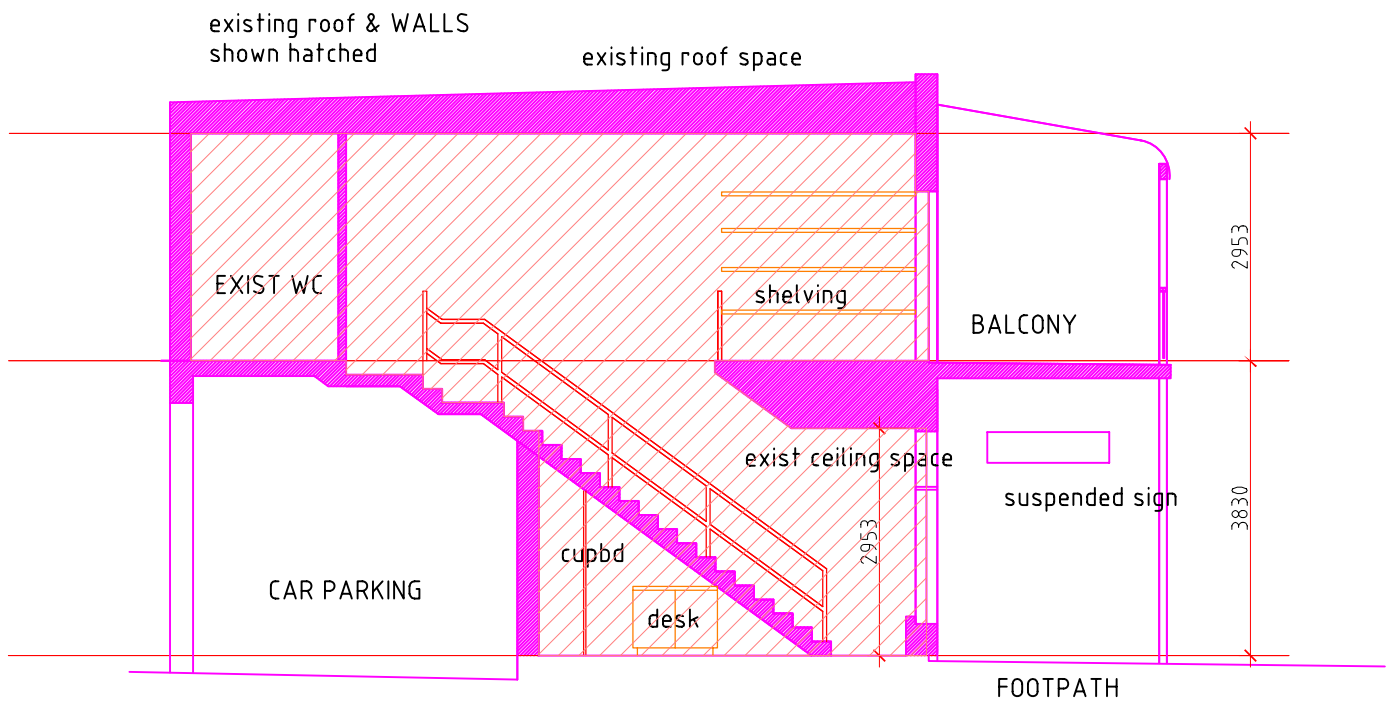 existing roof & WALLS
shown hatched
existing roof space
2953
EXIST WC
shelving
BALCONY
exist ceiling space
suspended sign
3830
2953
cupbd
CAR PARKING
desk
FOOTPATH